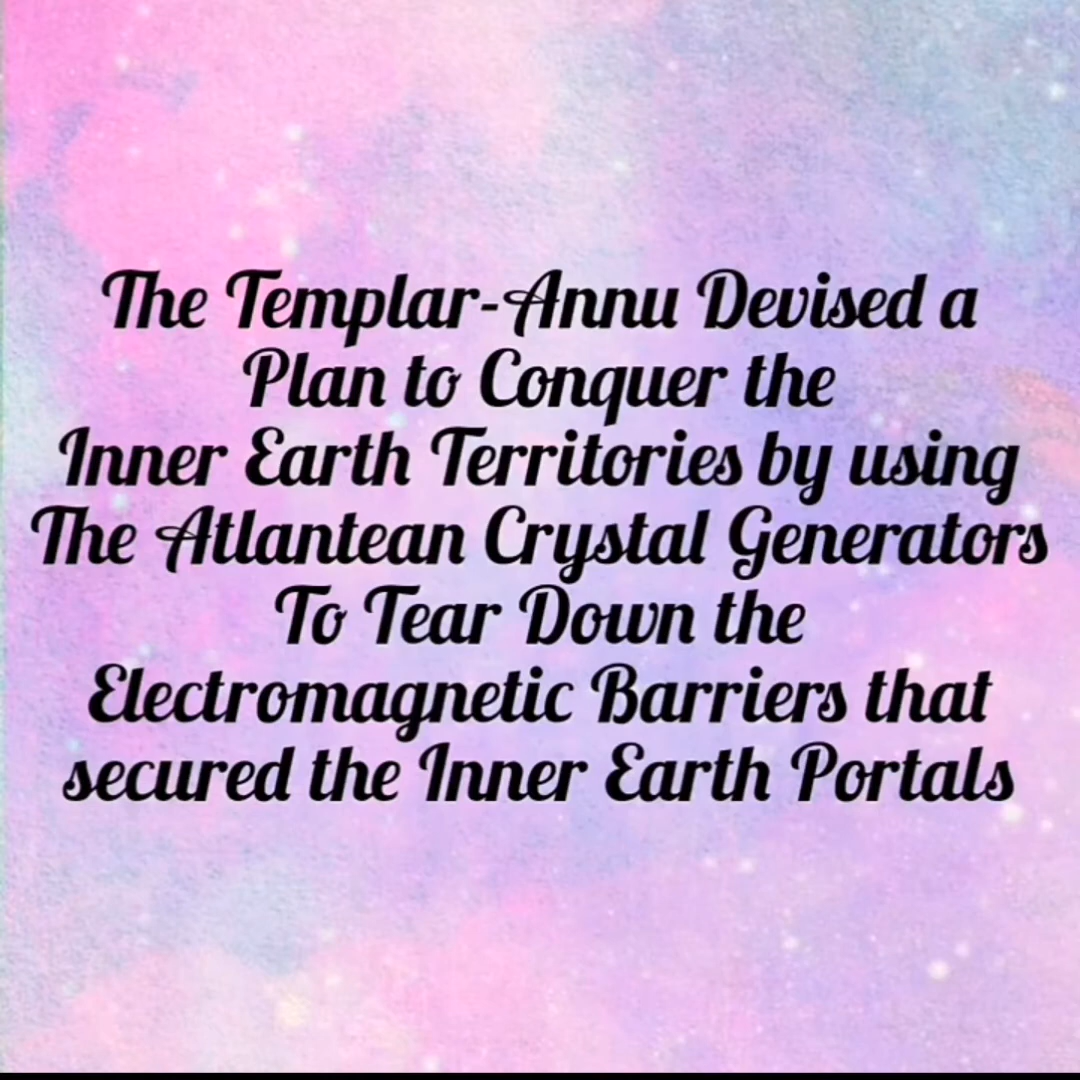 The Templar-Annu Devised a
Plan to Conquer the
Inner Earth Territories by using
The Atlantean Crystal Generators
To Tear Down the
Electromagnetic Barriers that
secured the Inner Earth Portals